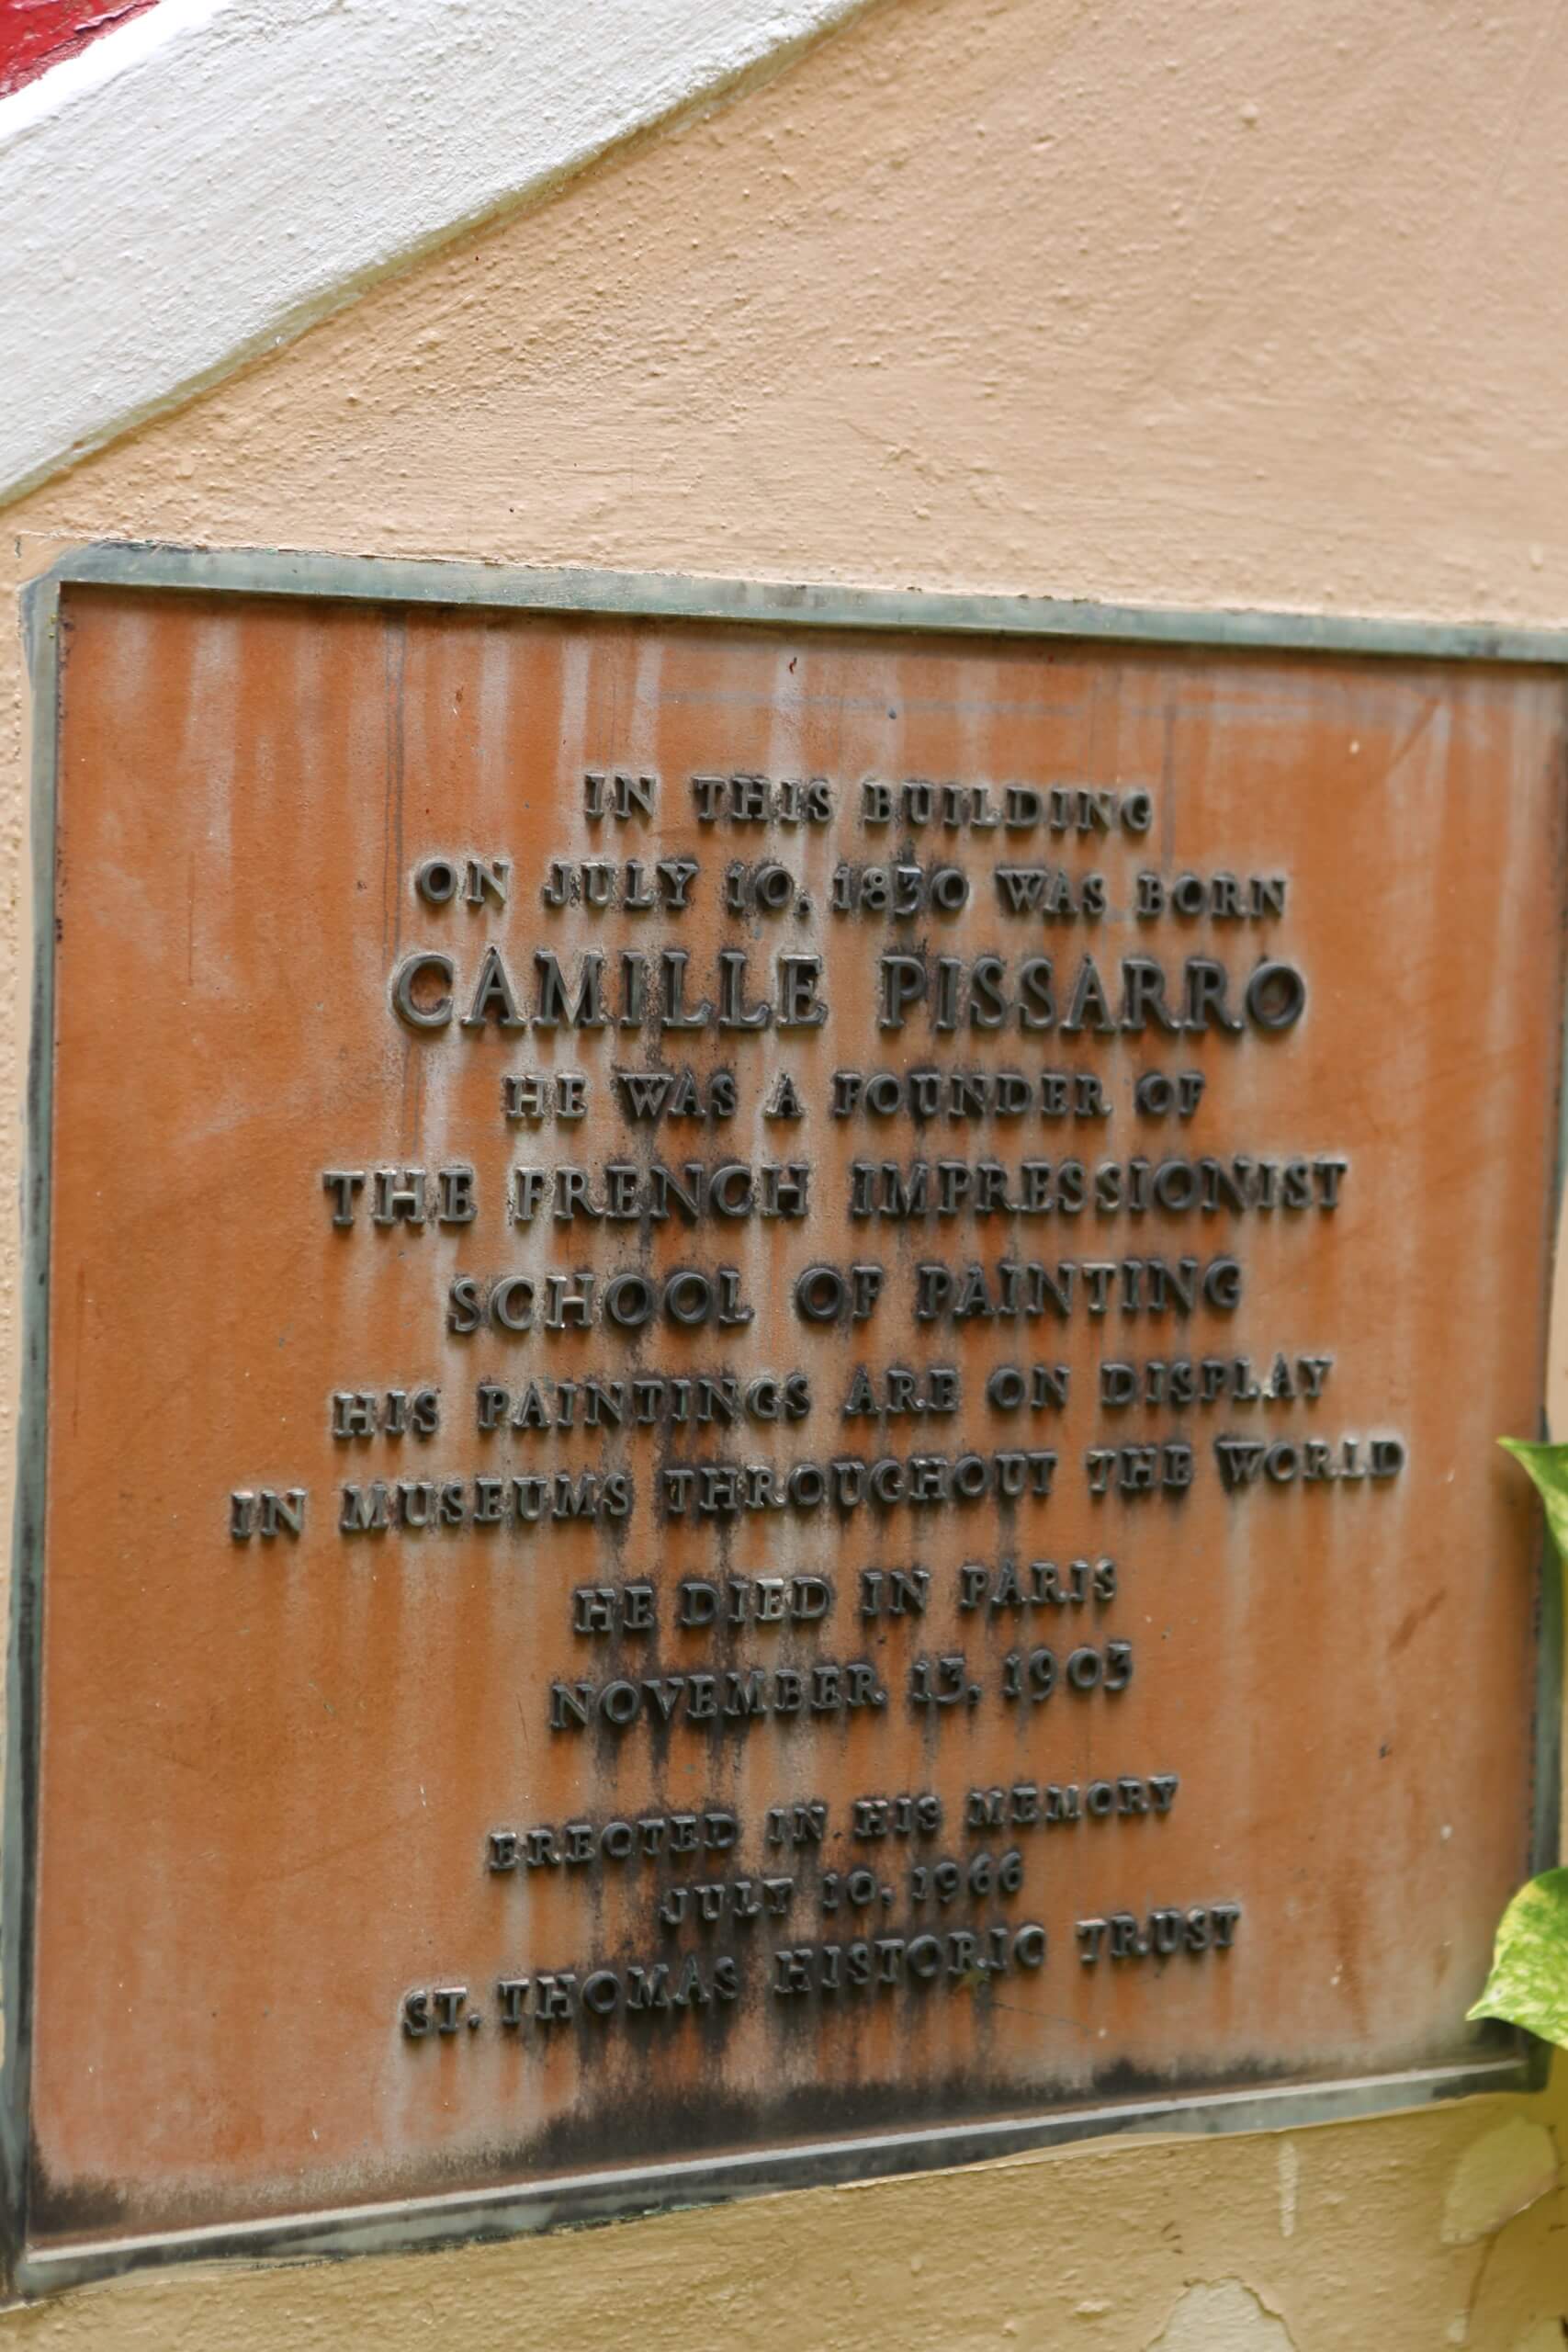 IN THIS BUILDING
ON JULY 10, 1830 WAS BORN
CAMILLE PISSARRO
HE WAS A FOUNDER OF
THE FRENCH IMPRESSIONIST
SCHOOL OF PAINTING
HIS PAINTINGS ARE ON DISPLAY
IN MUSEUMS THROUGHOUT THE WORLD
HE DIED IN PARIS
NOVEMBER 13, 1903
ERECTED IN HIS MEMORY
JULY 10, 1966
ST. THOMAS HISTORIC TRUST